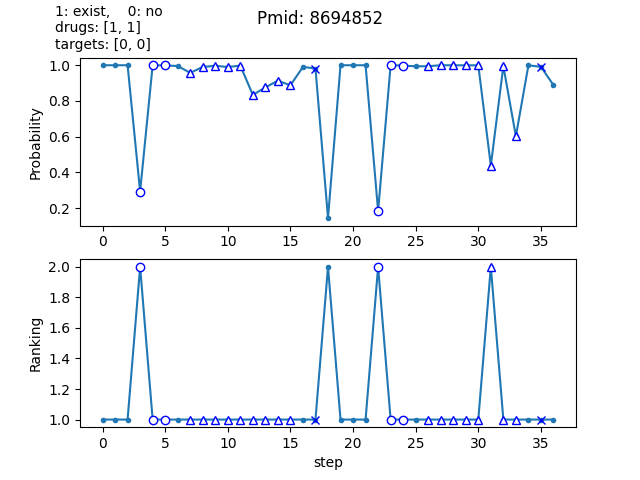 1: exist,    0: no
drugs: [1, 1]
targets: [0, 0]
Pmid: 8694852
1.0
0.8
0.6
0.4
0.2
Probability
0 5 10 15 20 25 30 35
2.0
1.8
1.6
1.4
1.2
1.0
Ranking
0 5 10 15 20 25 30 35
step